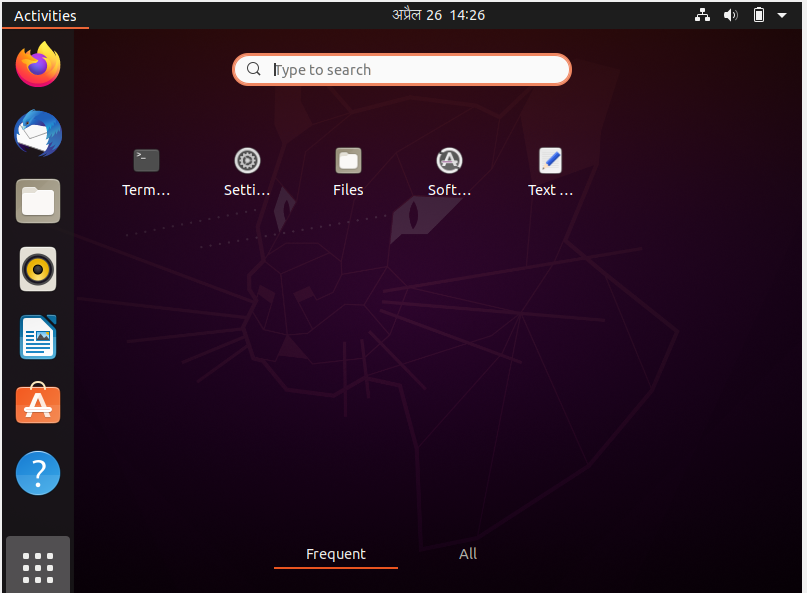 Activities अप्रैल 26 14:26
Type to search
Term... Setti... Files Soft... Text ...
Frequent All